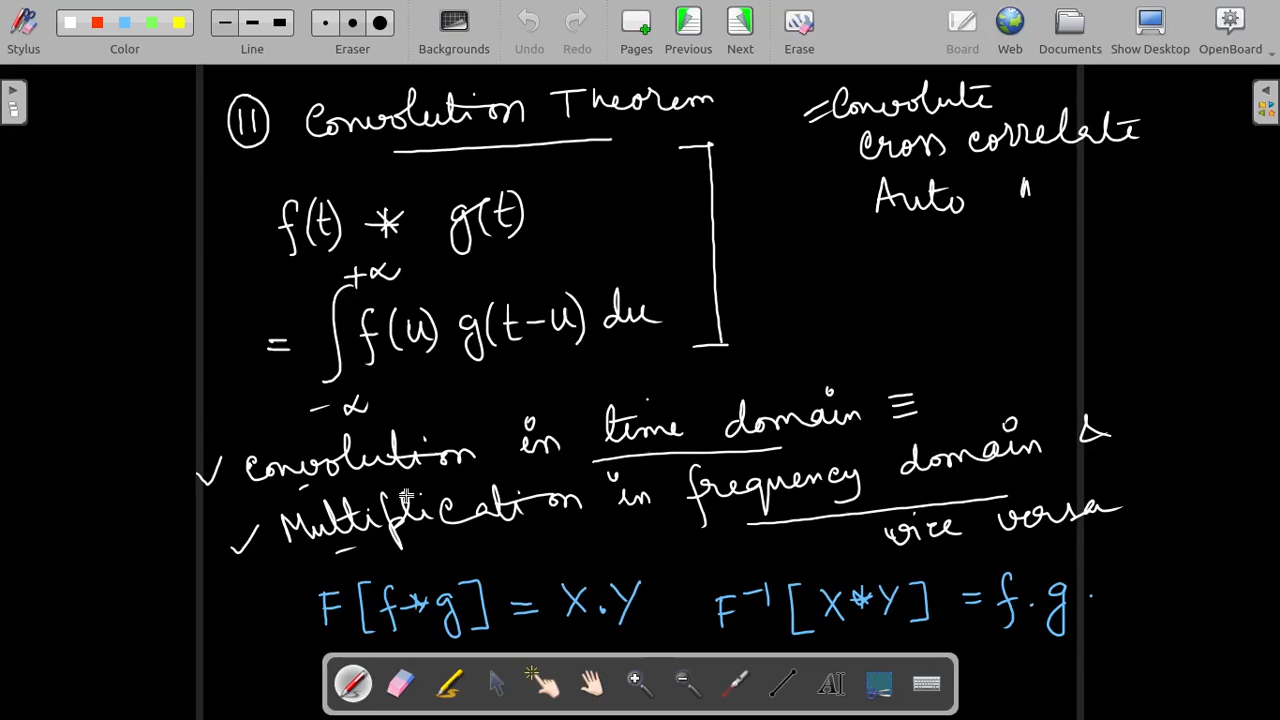 Stylus Color Line Eraser Backgrounds Undo Redo Pages Previous Next Erase Board Web Documents Show Desktop OpenBoard
⑪ Convolution Theorem
= Convolute
Cross correlate
Auto "
f(t) * g(t)
= ∫_{-α}^{+α} f(u) g(t-u) du
✓ Convolution in time domain ≡
✓ Multiplication in frequency domain &
vice versa
F[f*g] = X.Y F⁻¹[X*Y] = f.g.
AI